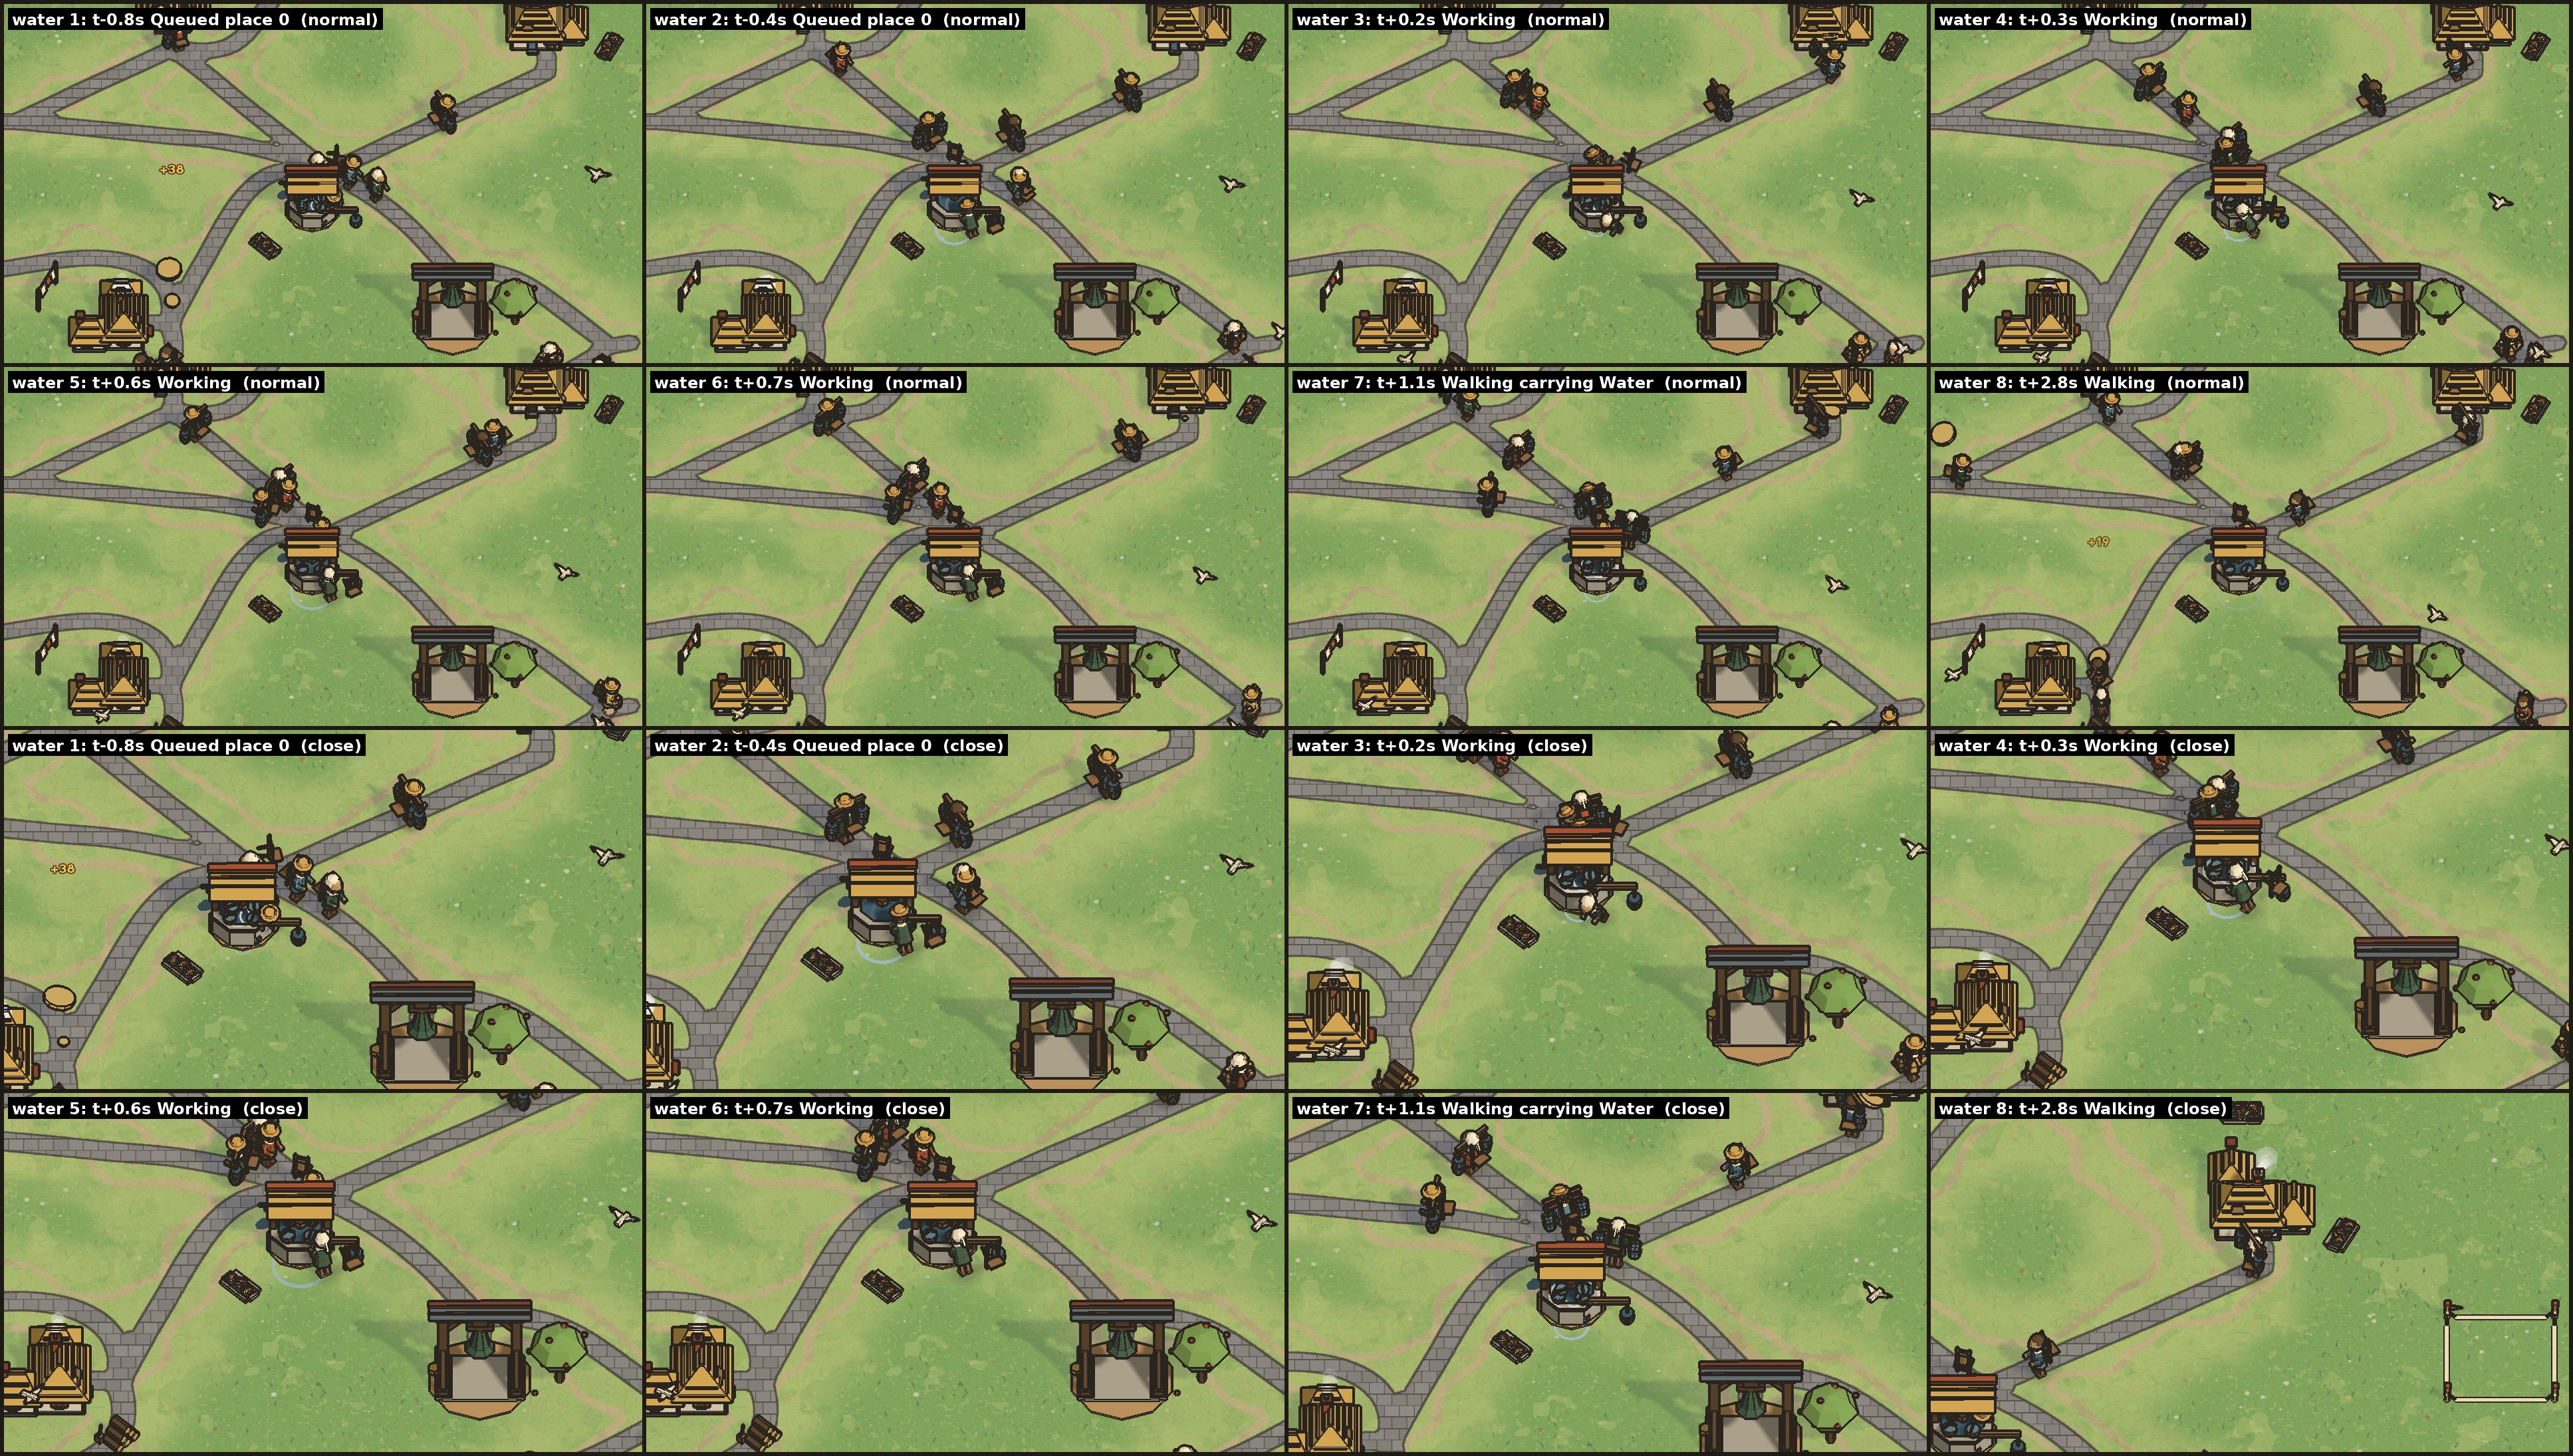 water 1: t-0.8s Queued place 0 (normal)
water 2: t-0.4s Queued place 0 (normal)
water 3: t+0.2s Working (normal)
water 4: t+0.3s Working (normal)
+38
water 5: t+0.6s Working (normal)
water 6: t+0.7s Working (normal)
water 7: t+1.1s Walking carrying Water (normal)
water 8: t+2.8s Walking (normal)
+19
water 1: t-0.8s Queued place 0 (close)
water 2: t-0.4s Queued place 0 (close)
water 3: t+0.2s Working (close)
water 4: t+0.3s Working (close)
+38
water 5: t+0.6s Working (close)
water 6: t+0.7s Working (close)
water 7: t+1.1s Walking carrying Water (close)
water 8: t+2.8s Walking (close)